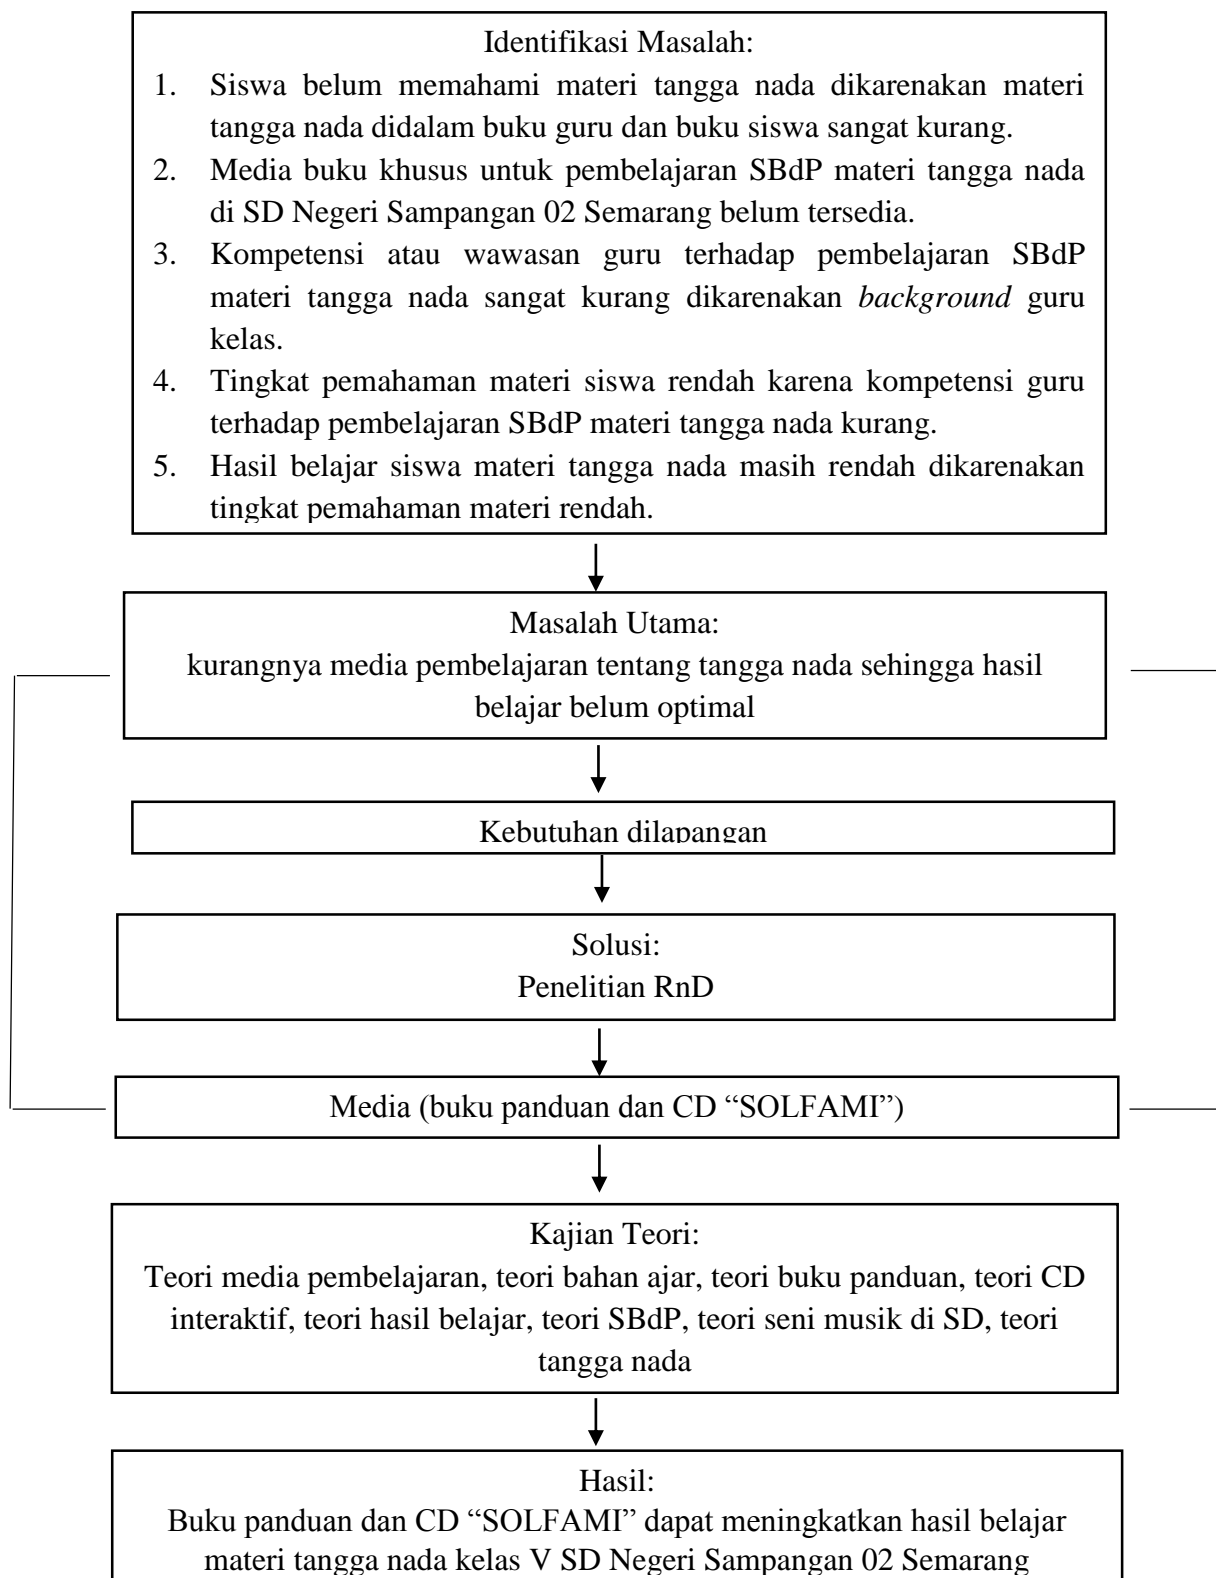 Identifikasi Masalah:
1. Siswa belum memahami materi tangga nada dikarenakan materi
tangga nada didalam buku guru dan buku siswa sangat kurang.
2. Media buku khusus untuk pembelajaran SBdP materi tangga nada
di SD Negeri Sampangan 02 Semarang belum tersedia.
3. Kompetensi atau wawasan guru terhadap pembelajaran SBdP
materi tangga nada sangat kurang dikarenakan background guru
kelas.
4. Tingkat pemahaman materi siswa rendah karena kompetensi guru
terhadap pembelajaran SBdP materi tangga nada kurang.
5. Hasil belajar siswa materi tangga nada masih rendah dikarenakan
tingkat pemahaman materi rendah.
Masalah Utama:
kurangnya media pembelajaran tentang tangga nada sehingga hasil
belajar belum optimal
Kebutuhan dilapangan
Solusi:
Penelitian RnD
Media (buku panduan dan CD “SOLFAMI”)
Kajian Teori:
Teori media pembelajaran, teori bahan ajar, teori buku panduan, teori CD
interaktif, teori hasil belajar, teori SBdP, teori seni musik di SD, teori
tangga nada
Hasil:
Buku panduan dan CD “SOLFAMI” dapat meningkatkan hasil belajar
materi tangga nada kelas V SD Negeri Sampangan 02 Semarang